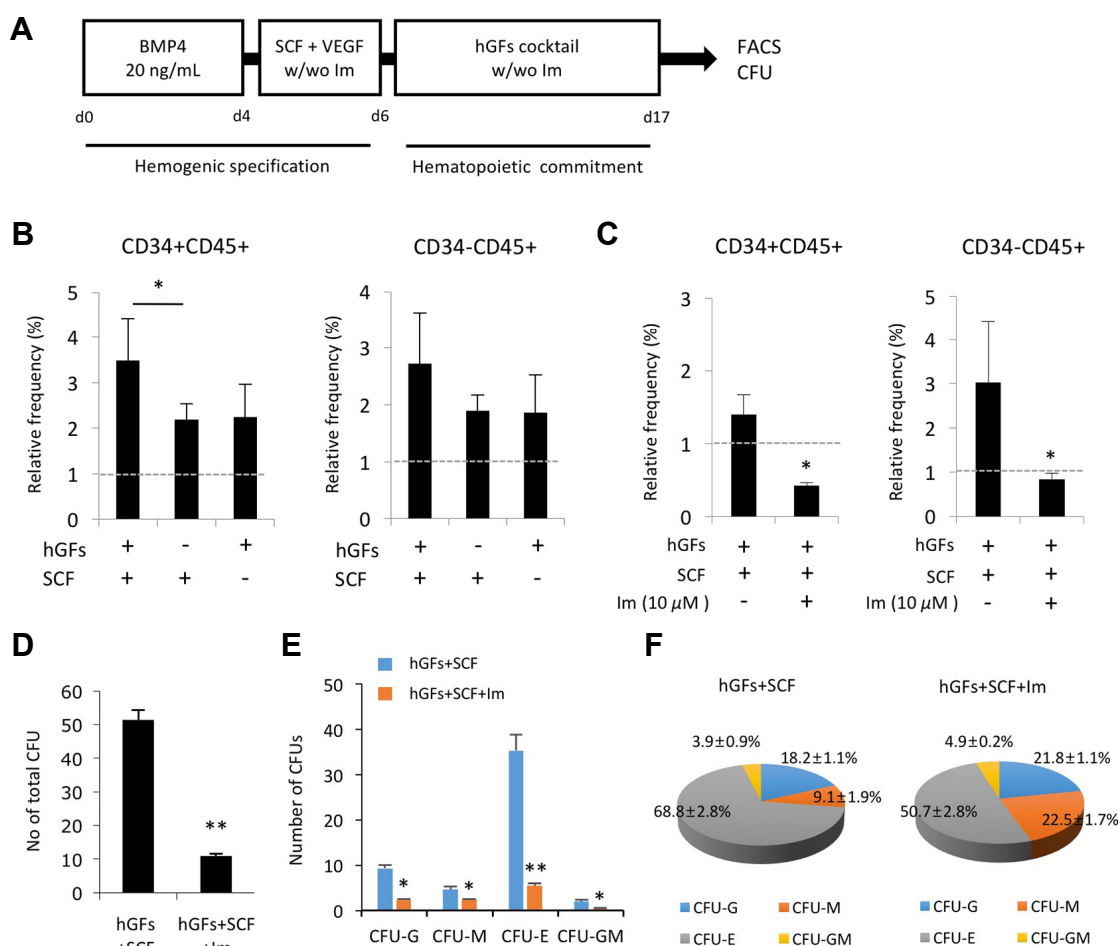 A
BMP4
20 ng/mL
SCF + VEGF
w/wo Im
hGFs cocktail
w/wo Im
FACS
CFU
d0
d4
d6
d17
Hemogenic specification
Hematopoietic commitment
B
CD34+CD45+
Relative frequency (%)
5
4
3
2
1
0
*
hGFs + - +
SCF + + -
CD34-CD45+
Relative frequency (%)
4
3
2
1
0
+ - +
+ + -
C
CD34+CD45+
Relative frequency (%)
3
2
1
0
*
hGFs + +
SCF + +
Im (10 µM ) - +
CD34-CD45+
Relative frequency (%)
5
4
3
2
1
0
*
hGFs + +
SCF + +
Im (10 µM ) - +
D
No of total CFU
60
50
40
30
20
10
0
**
hGFs hGFs+SCF
+SCF +Im
E
hGFs+SCF
hGFs+SCF+Im
Number of CFUs
50
40
30
20
10
0
* * ** *
CFU-G CFU-M CFU-E CFU-GM
F
hGFs+SCF
3.9±0.9%
18.2±1.1%
9.1±1.9%
68.8±2.8%
CFU-G CFU-M
CFU-E CFU-GM
hGFs+SCF+Im
4.9±0.2%
21.8±1.1%
50.7±2.8%
22.5±1.7%
CFU-G CFU-M
CFU-E CFU-GM